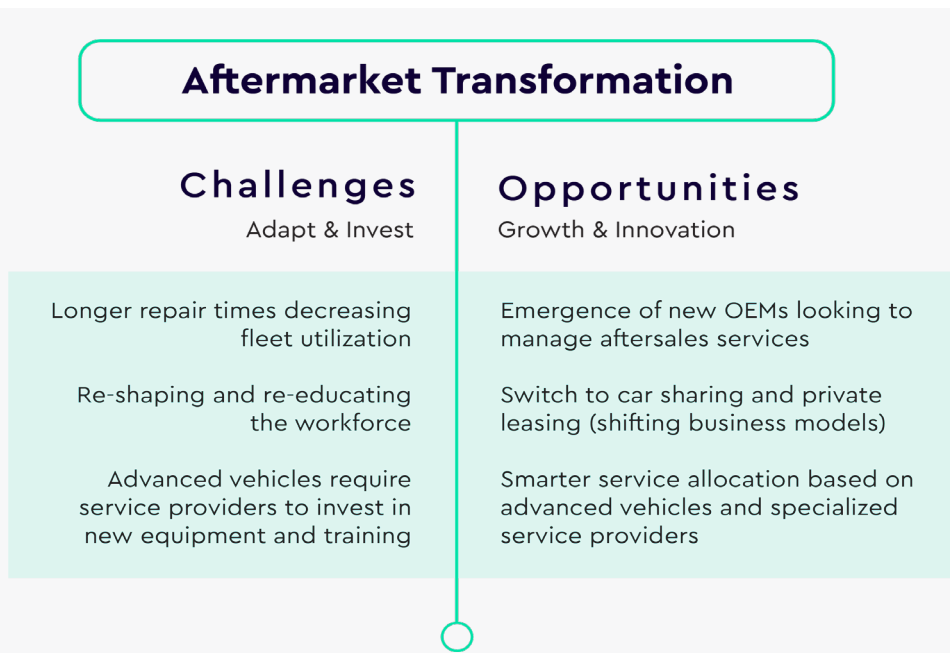 Aftermarket Transformation
Challenges
Adapt & Invest
Longer repair times decreasing
fleet utilization
Re-shaping and re-educating
the workforce
Advanced vehicles require
service providers to invest in
new equipment and training
Opportunities
Growth & Innovation
Emergence of new OEMs looking to
manage aftersales services
Switch to car sharing and private
leasing (shifting business models)
Smarter service allocation based on
advanced vehicles and specialized
service providers